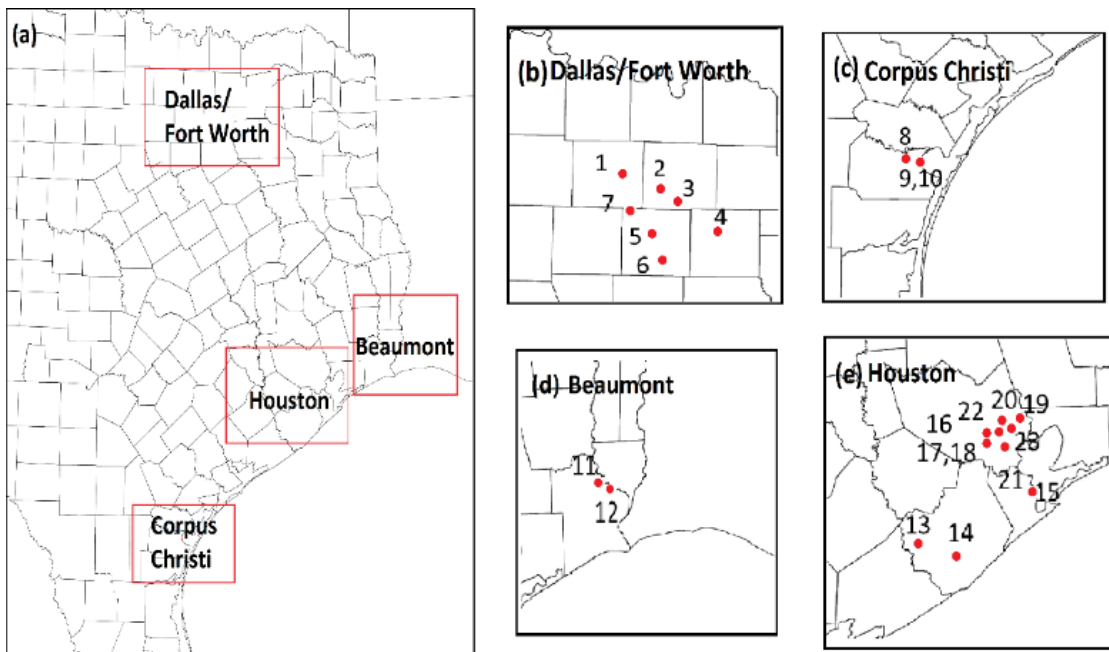 (a)
Dallas/
Fort Worth
Beaumont
Houston
Corpus
Christi
(b) Dallas/Fort Worth
1
2
3
7
4
5
6
(c) Corpus Christi
8
9,10
(d) Beaumont
11
12
(e) Houston
20
19
22
16
23
17,18
21
15
13
14